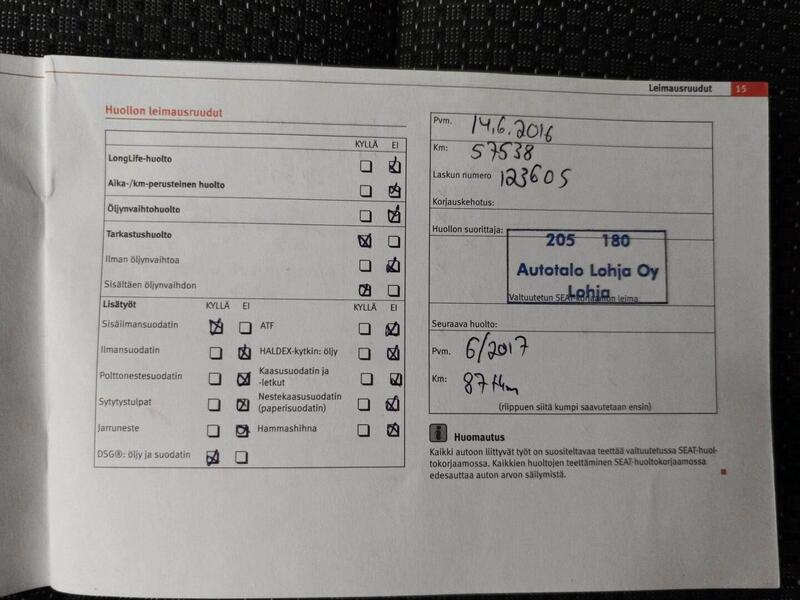 Leimausruudut 15
Huollon leimausruudut
KYLLÄ EI
LongLife-huolto
Aika-/km-perusteinen huolto
Öljynvaihtohuolto
Tarkastushuolto
Ilman öljynvaihtoa
Sisältäen öljynvaihdon
Lisätyöt KYLLÄ EI KYLLÄ EI
Sisäilmansuodatin ATF
Ilmansuodatin HALDEX-kytkin: öljy
Polttonestesuodatin Kaasusuodatin ja
-letkut
Sytytystulpat Nestekaasusuodatin
(paperisuodatin)
Jarruneste Hammashihna
DSG®: öljy ja suodatin
Pvm. 14.6.2016
Km: 57538
Laskun numero 123605
Korjauskehotus:
Huollon suorittaja:
205 180
Autotalo Lohja Oy
Lohja
Valtuutetun SEAT-korjaamon leima
Seuraava huolto:
Pvm. 6/2017
Km: 87 tkm
(riippuen siitä kumpi saavutetaan ensin)
i Huomautus
Kaikki autoon liittyvät työt on suositeltavaa teettää valtuutetussa SEAT-huol-
tokorjaamossa. Kaikkien huoltojen teettäminen SEAT-huoltokorjaamossa
edesauttaa auton arvon säilymistä.